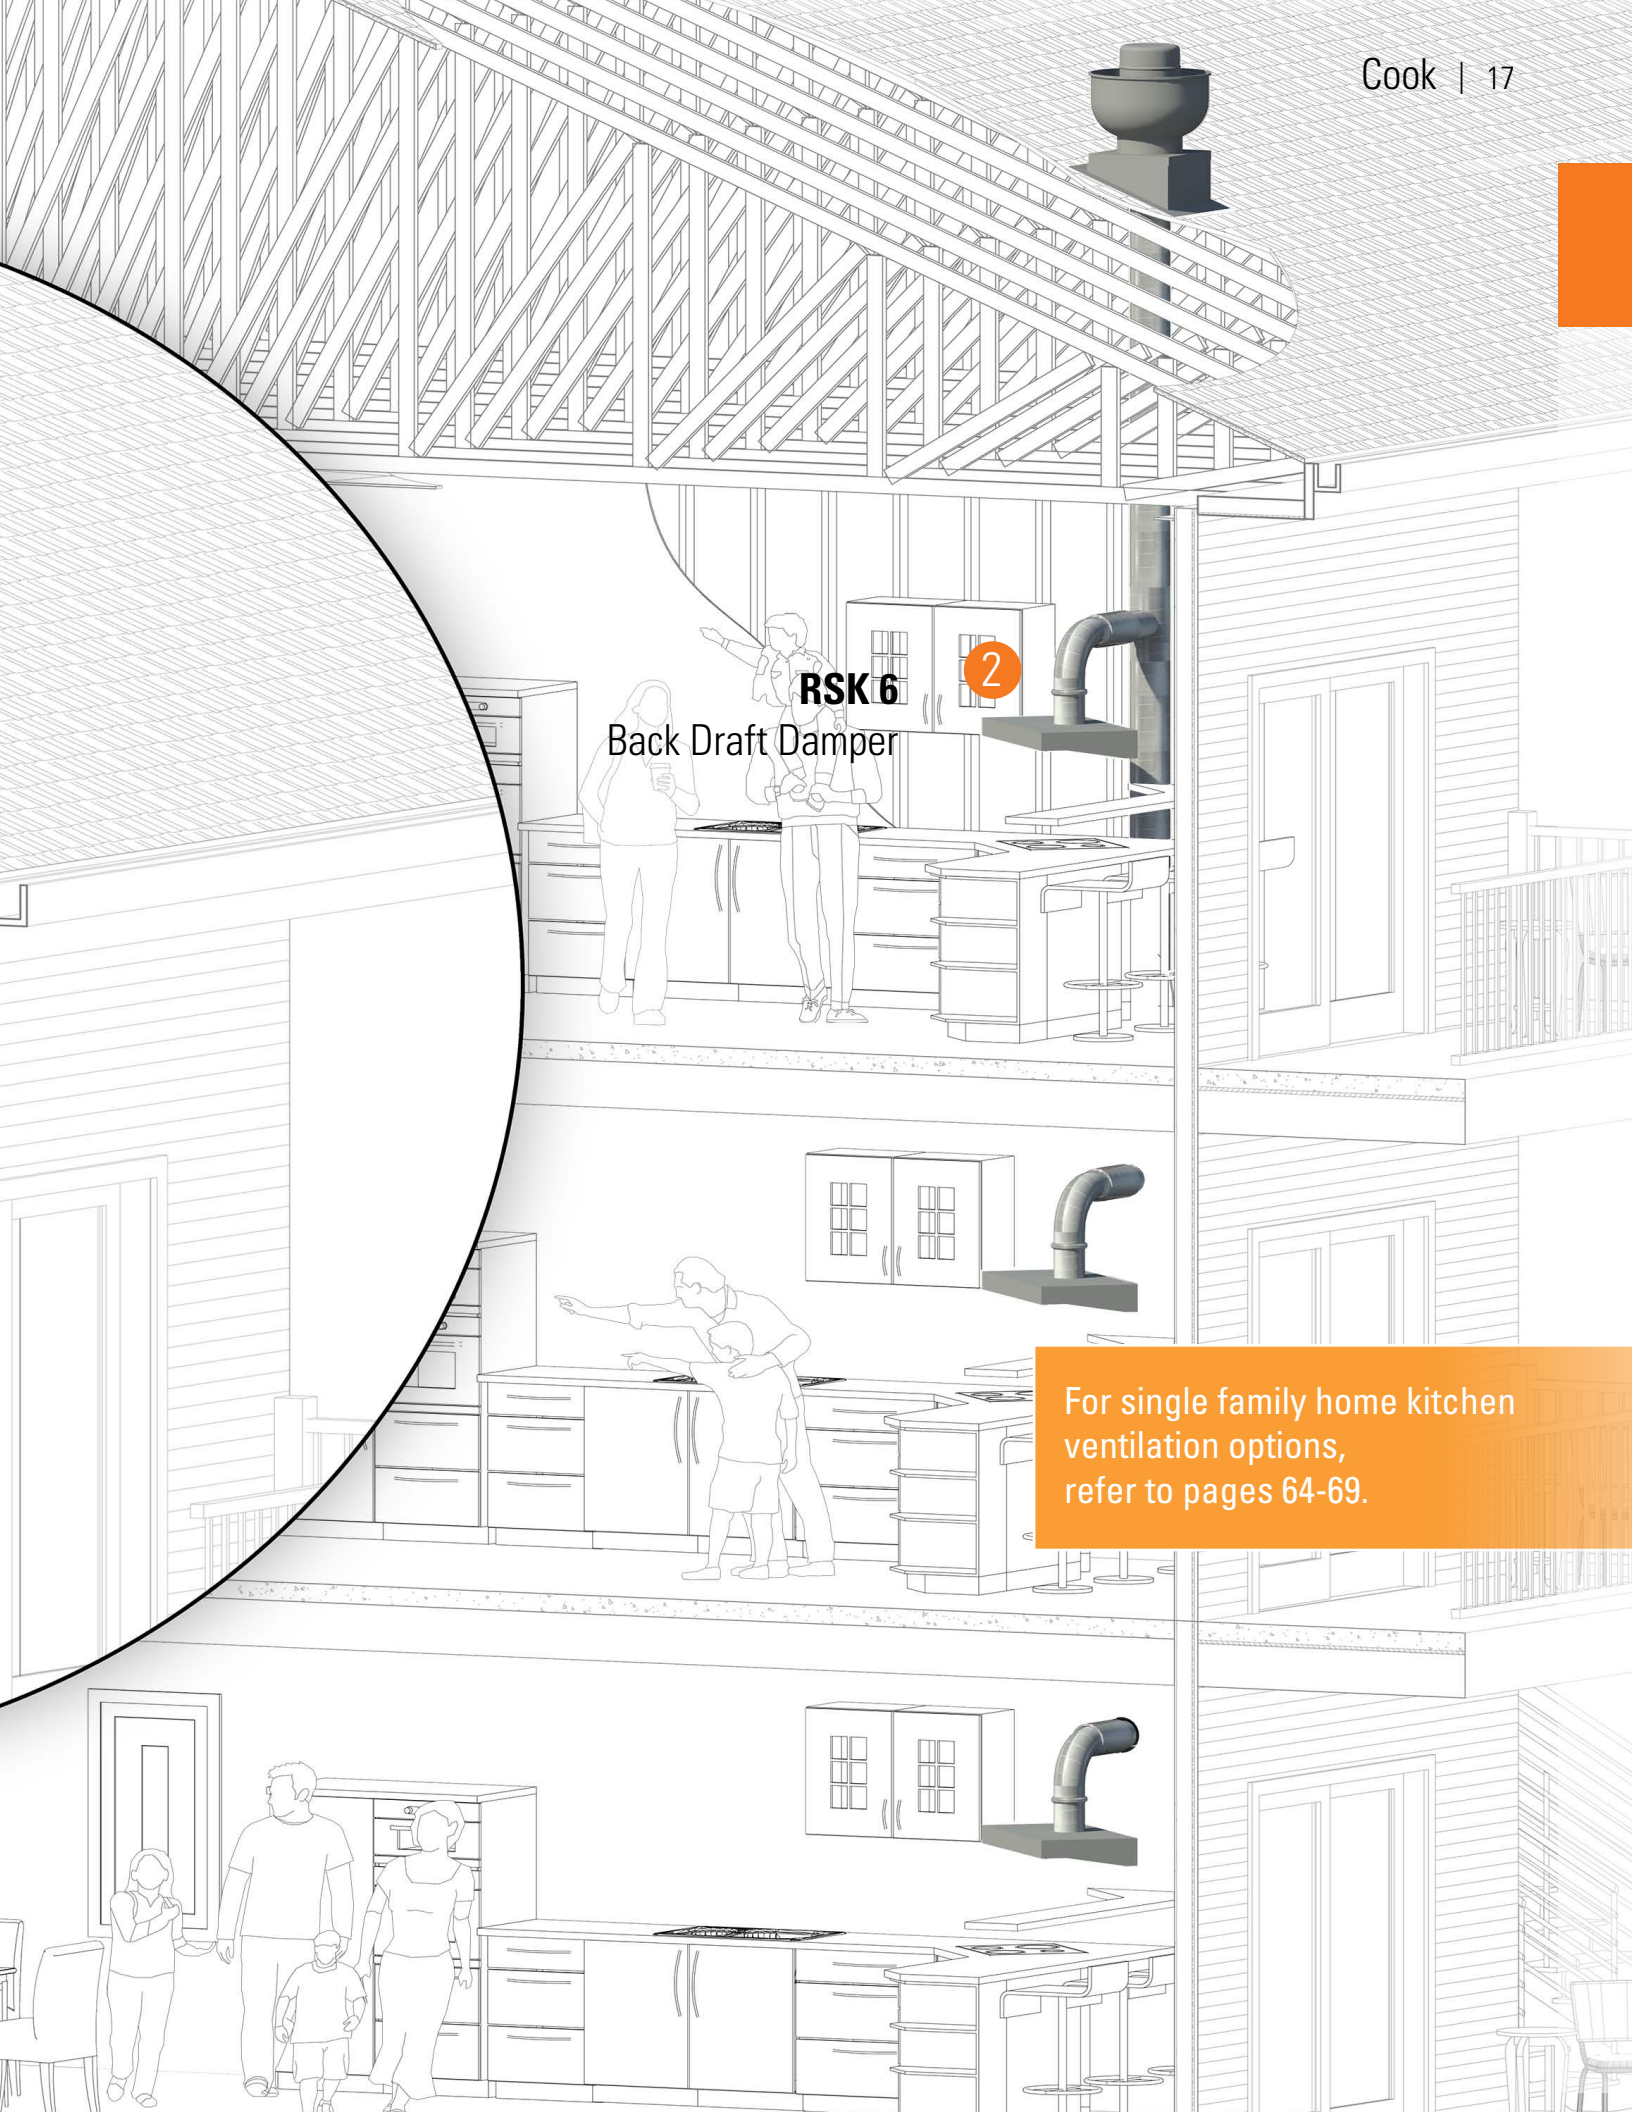 Cook | 17
2
RSK 6
Back Draft Damper
For single family home kitchen
ventilation options,
refer to pages 64-69.